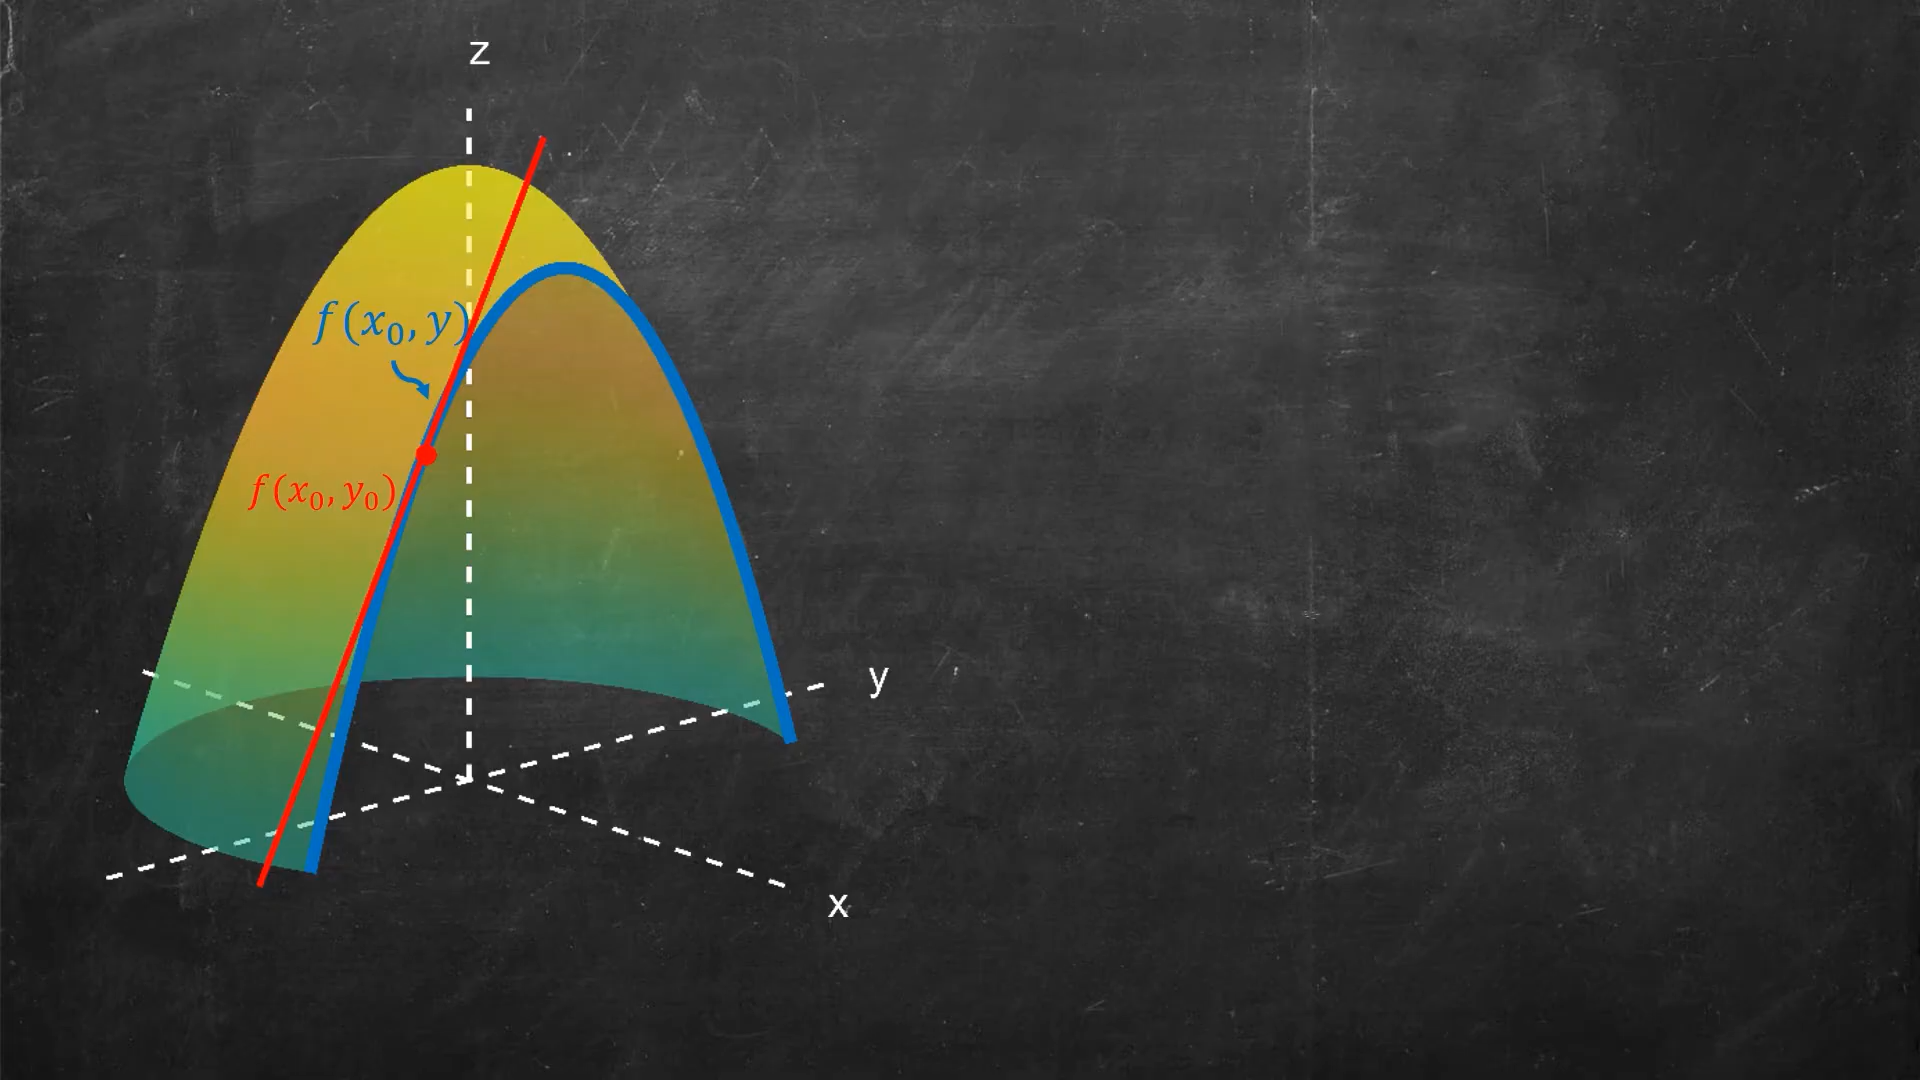 z
f(x₀, y)
f(x₀, y₀)
y
x